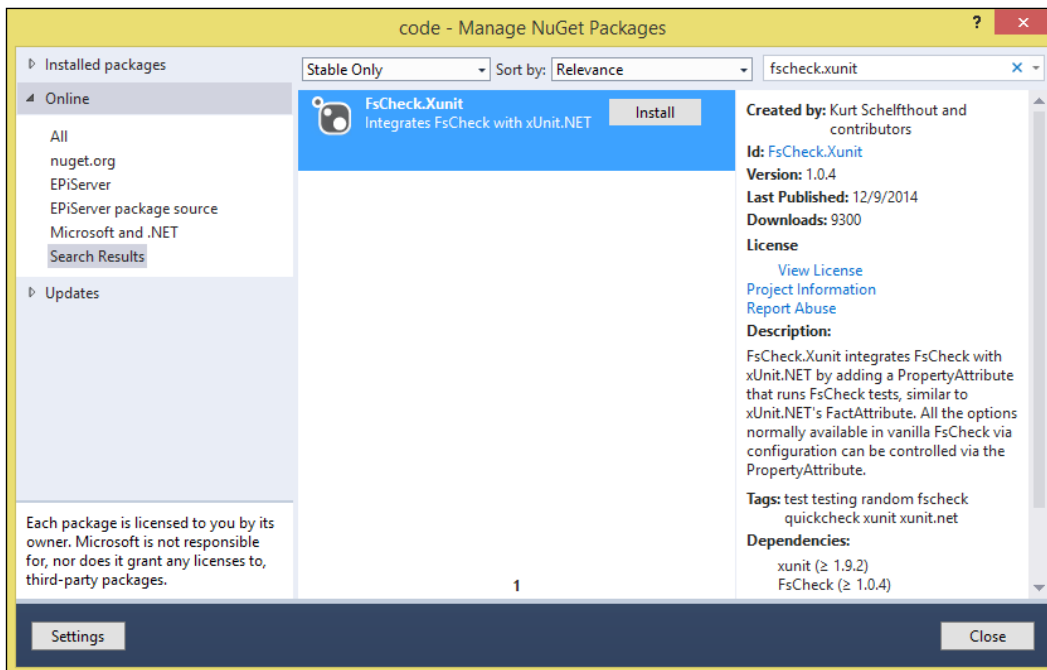 code - Manage NuGet Packages
?
×
Installed packages
Online
All
nuget.org
EPiServer
EPiServer package source
Microsoft and .NET
Search Results
Updates
Each package is licensed to you by its
owner. Microsoft is not responsible
for, nor does it grant any licenses to,
third-party packages.
Stable Only
Sort by: Relevance
fscheck.xunit
FsCheck.Xunit
Integrates FsCheck with xUnit.NET
Install
1
Created by: Kurt Schelfthout and
contributors
Id: FsCheck.Xunit
Version: 1.0.4
Last Published: 12/9/2014
Downloads: 9300
License
View License
Project Information
Report Abuse
Description:
FsCheck.Xunit integrates FsCheck with
xUnit.NET by adding a PropertyAttribute
that runs FsCheck tests, similar to
xUnit.NET's FactAttribute. All the options
normally available in vanilla FsCheck via
configuration can be controlled via the
PropertyAttribute.
Tags: test testing random fscheck
quickcheck xunit xunit.net
Dependencies:
xunit (≥ 1.9.2)
FsCheck (≥ 1.0.4)
Settings
Close